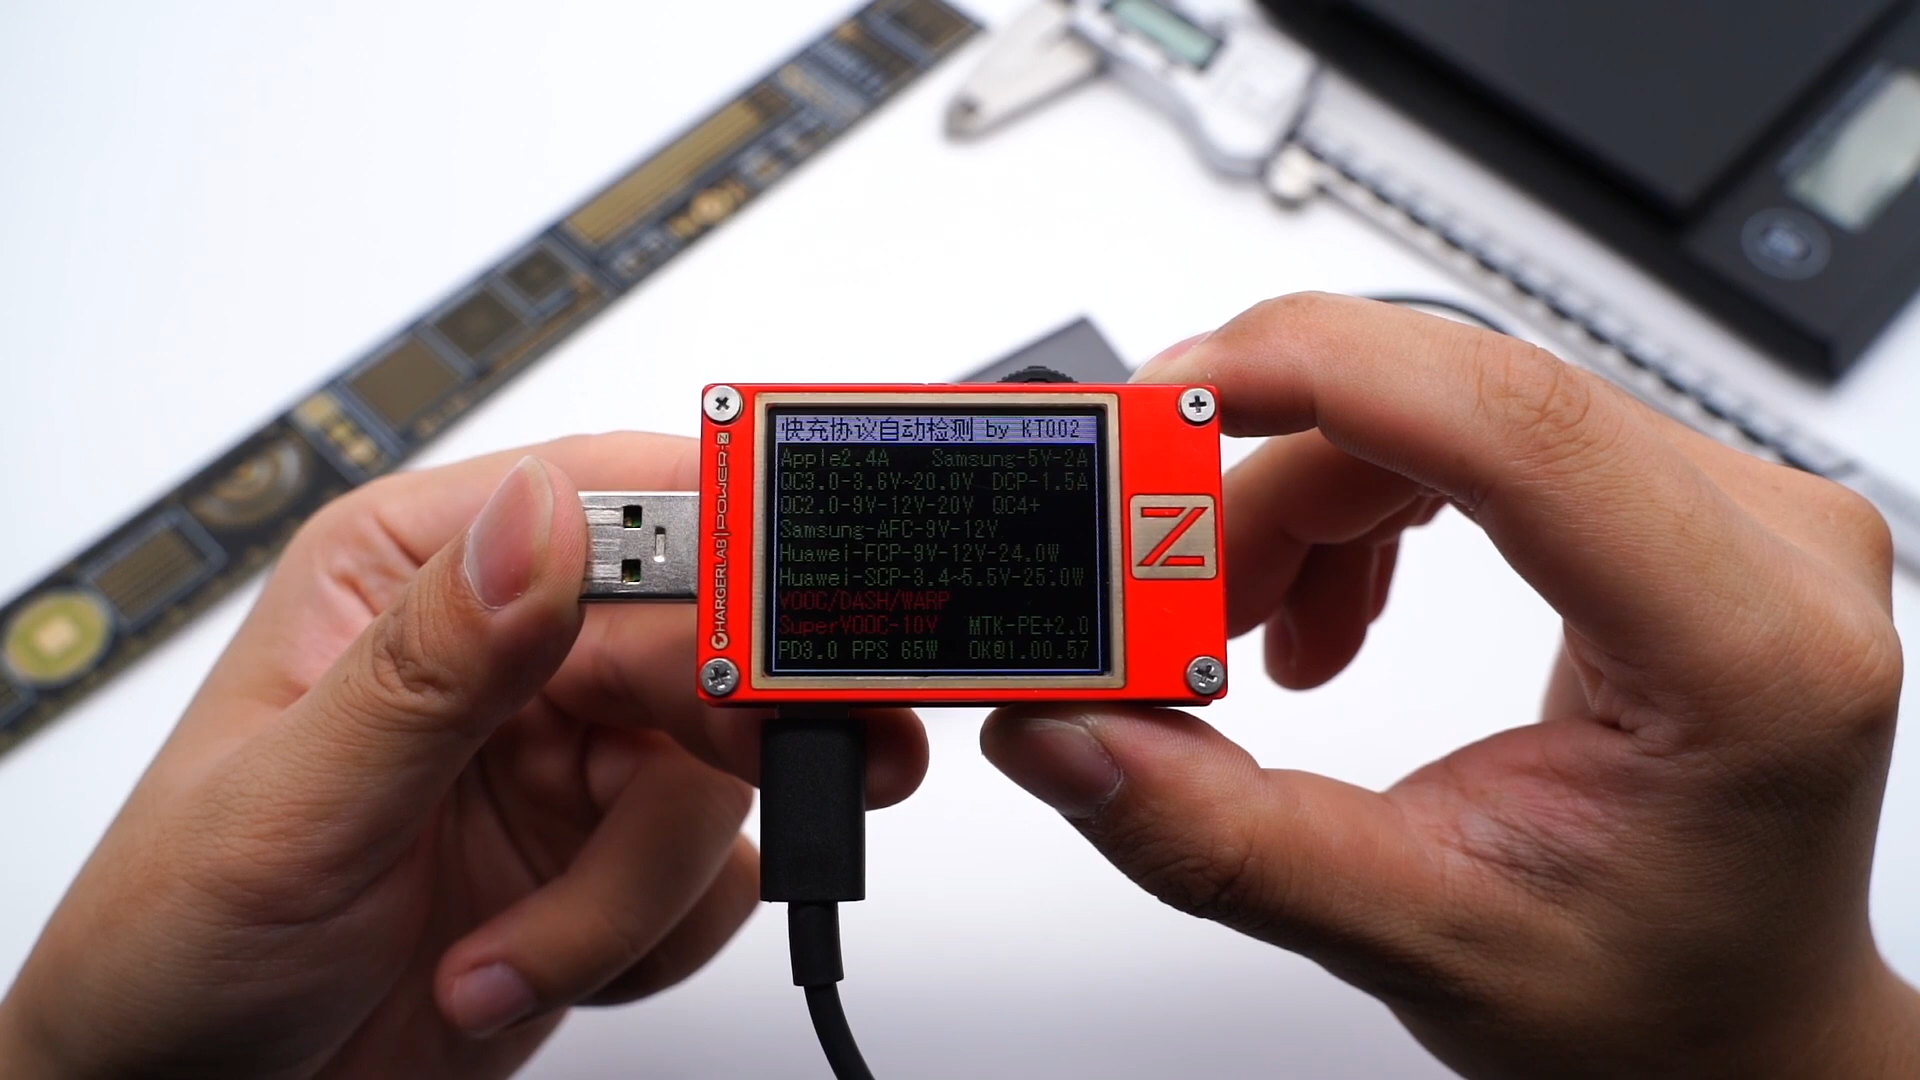 快充协议自动检测 by KT002
Apple2.4A Samsung-5V-2A
QC3.0-3.6V~20.0V DCP-1.5A
QC2.0-9V-12V-20V QC4+
Samsung-AFC-9V-12V
Huawei-FCP-9V-12V-24.0W
Huawei-SCP-3.4~5.5V-25.0W
VOOC/DASH/WARP
SuperVOOC-10V MTK-PE+2.0
PD3.0 PPS 65W OK@1.00.57
CHARGERLAB|POWER-Z
Z